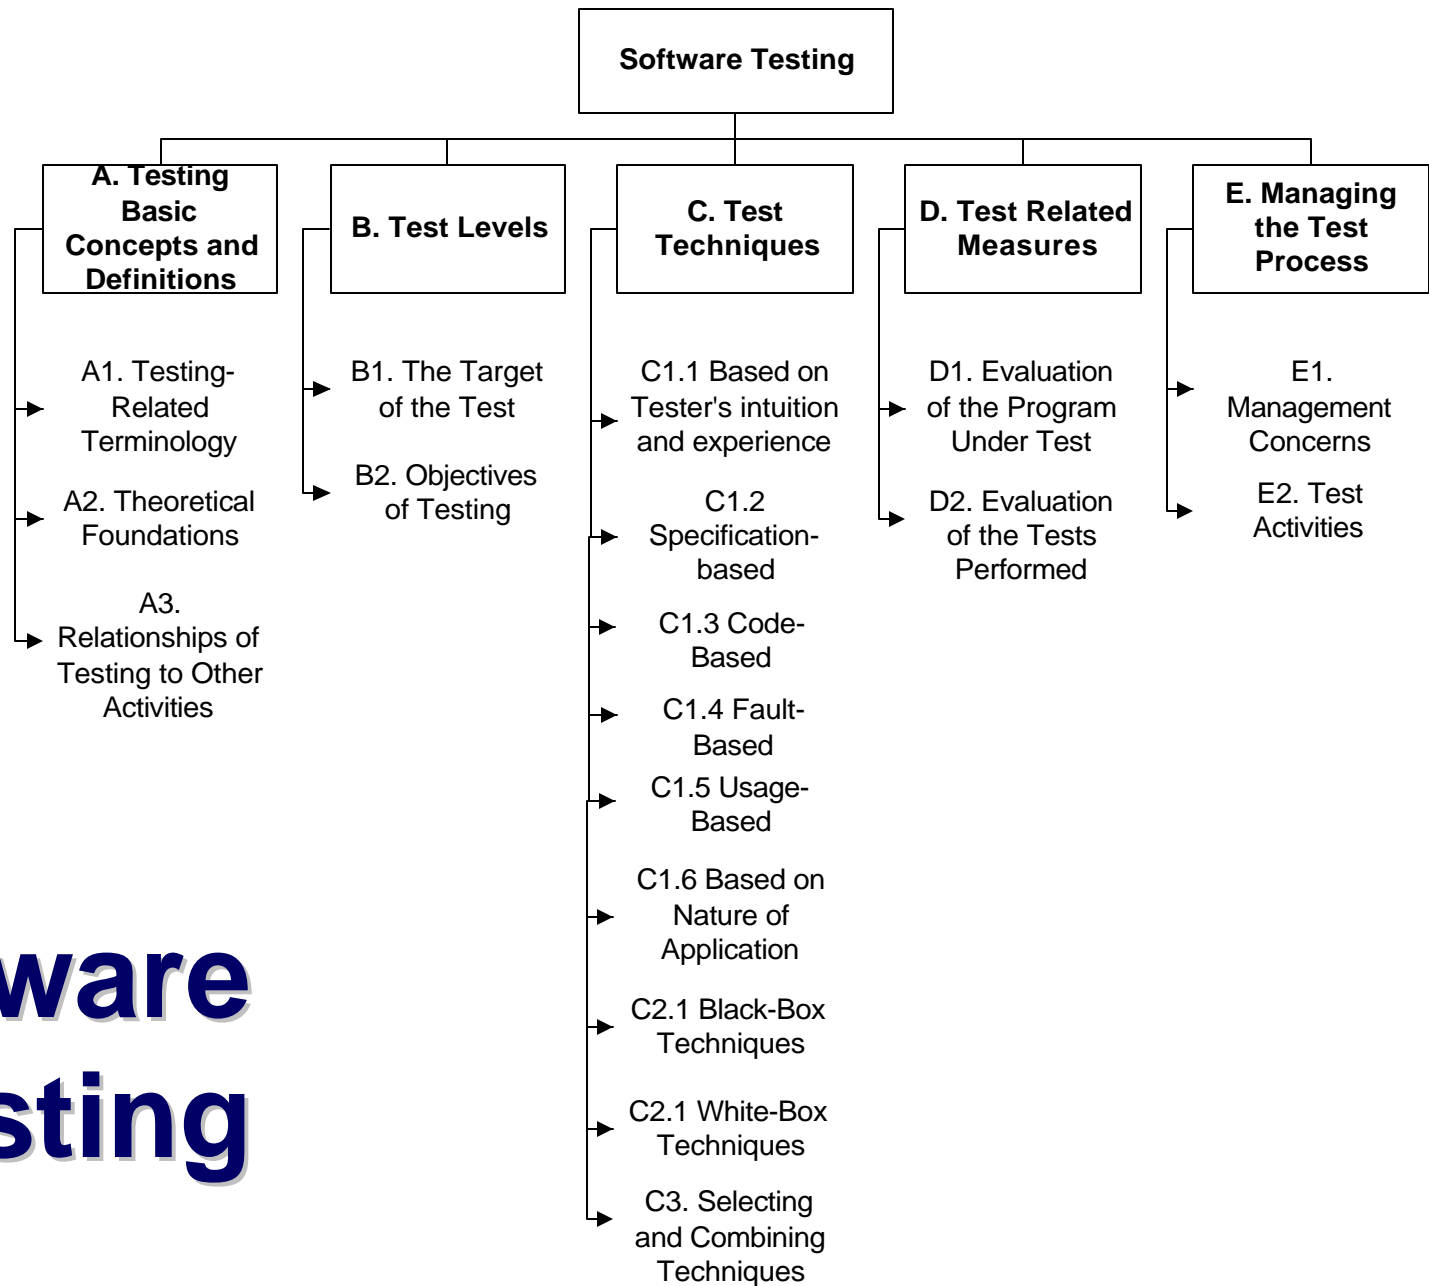 Software Testing
A. Testing
Basic
Concepts and
Definitions
B. Test Levels
C. Test
Techniques
D. Test Related
Measures
E. Managing
the Test
Process
A1. Testing-
Related
Terminology
A2. Theoretical
Foundations
A3.
Relationships of
Testing to Other
Activities
B1. The Target
of the Test
B2. Objectives
of Testing
C1.1 Based on
Tester's intuition
and experience
C1.2
Specification-
based
C1.3 Code-
Based
C1.4 Fault-
Based
C1.5 Usage-
Based
C1.6 Based on
Nature of
Application
C2.1 Black-Box
Techniques
C2.1 White-Box
Techniques
C3. Selecting
and Combining
Techniques
D1. Evaluation
of the Program
Under Test
D2. Evaluation
of the Tests
Performed
E1.
Management
Concerns
E2. Test
Activities
ware
sting